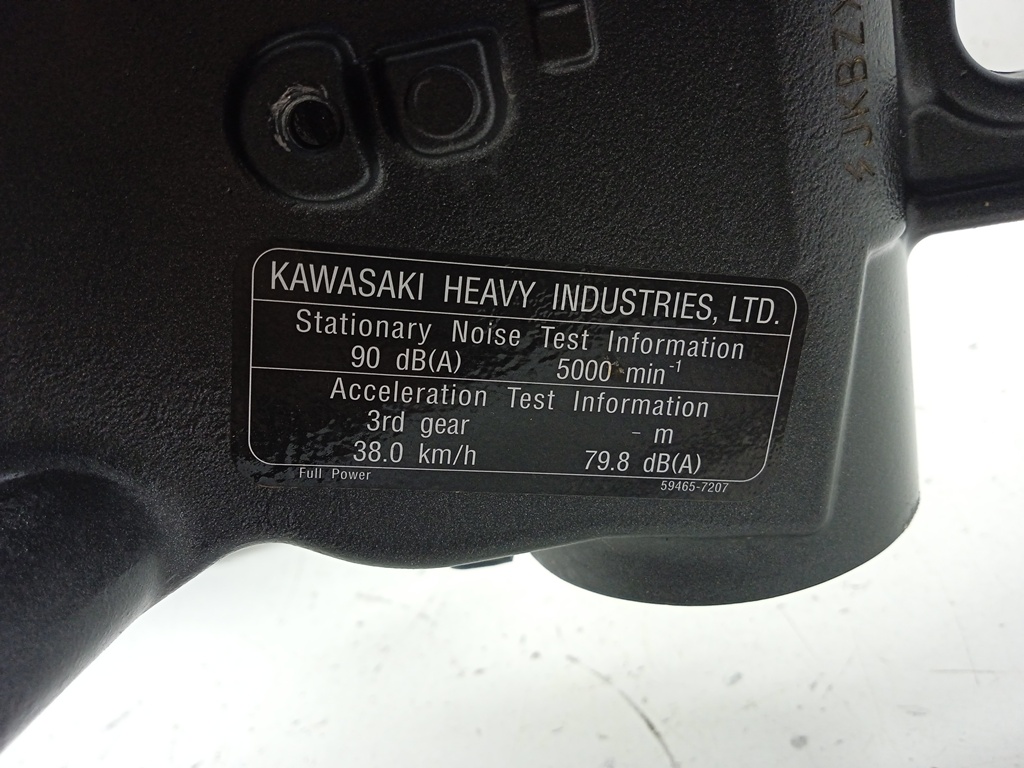 JKBZX
KAWASAKI HEAVY INDUSTRIES, LTD.
Stationary Noise Test Information
90 dB(A) 5000 min⁻¹
Acceleration Test Information
3rd gear - m
38.0 km/h 79.8 dB(A)
Full Power 59465-7207